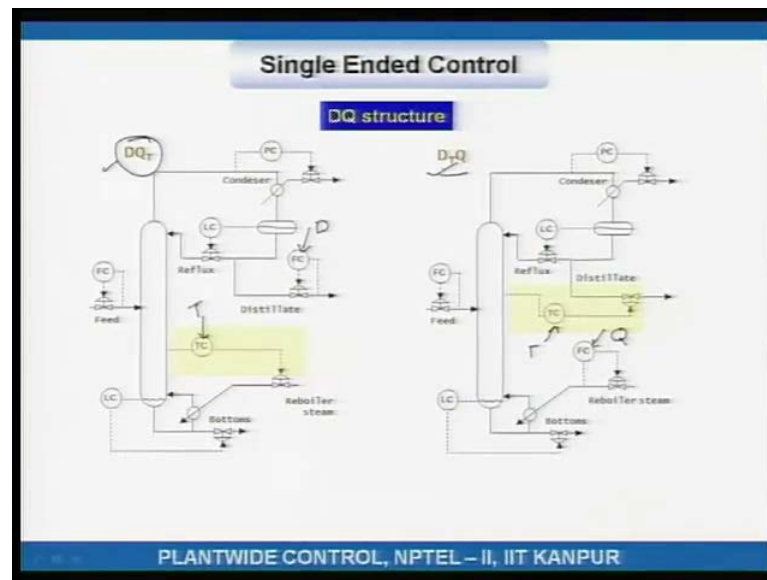 Single Ended Control
DQ structure
DQT
PC
Condeser
LC
D
FC
Reflux
FC
Distillate
Feed
T
TC
LC
Reboiler
steam
Bottoms
DTQ
PC
Condeser
LC
FC
Reflux
Distillate
Feed
TC
T
FC
Q
LC
Reboiler steam
Bottoms
PLANTWIDE CONTROL, NPTEL – II, IIT KANPUR